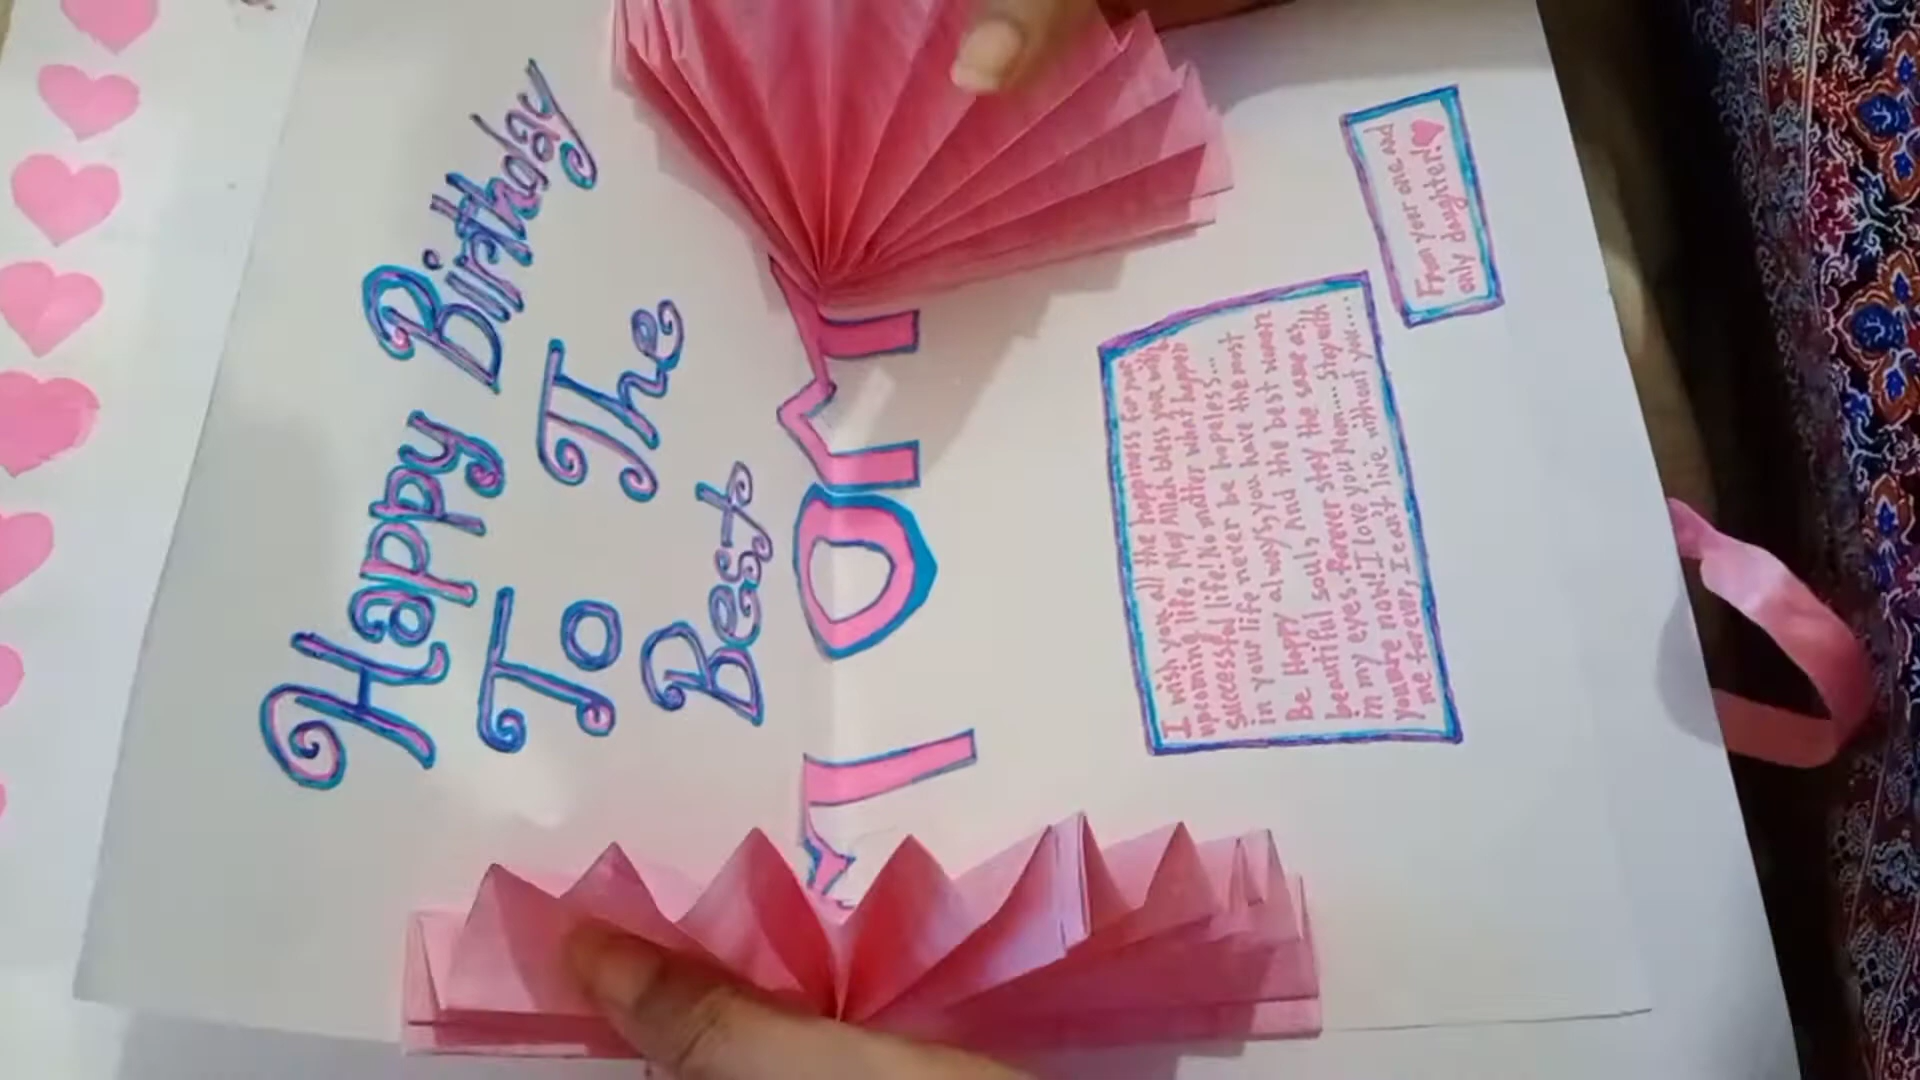 Happy Birthday
To The
Best
MOM
I wish you all the happiness for your
upcoming life, May Allah bless you with
successful life! No matter what happen
in your life never be hopeless...
Be Happy always, you have the most
beautiful soul, And the best women
in my eyes. Forever stay the same as
you are now! I love you Mom.... Stay with
me forever, I can't live without you....
From your one and
only daughter!